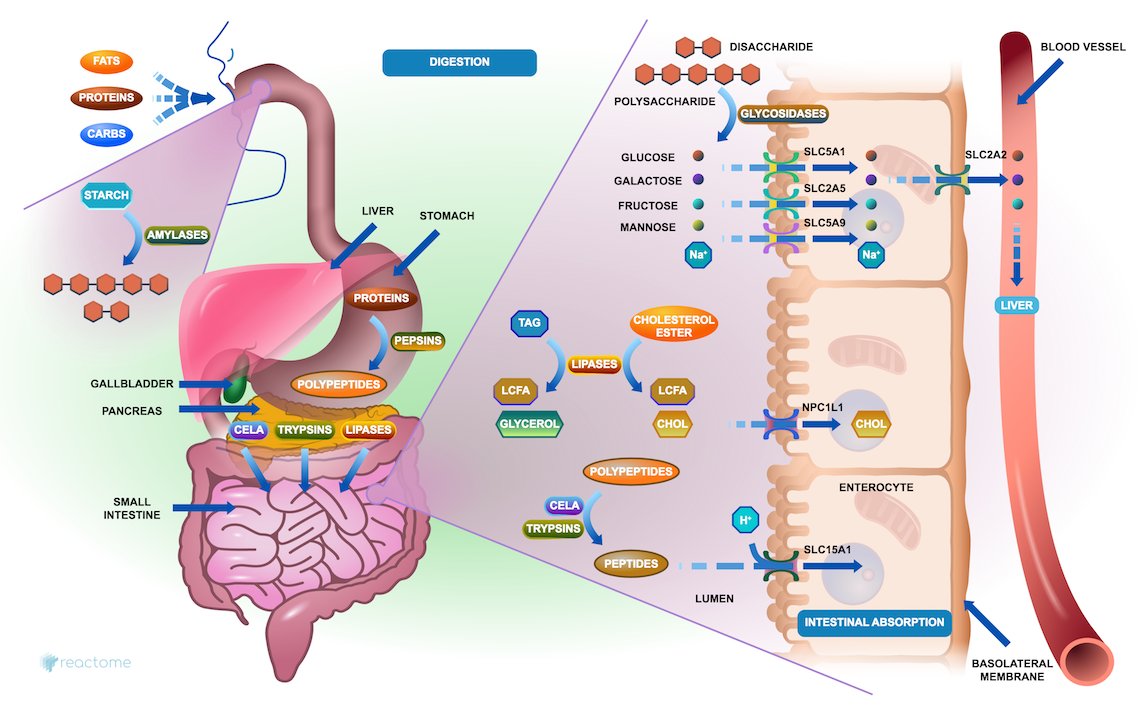 FATS
PROTEINS
CARBS
DIGESTION
STARCH
AMYLASES
LIVER
STOMACH
PROTEINS
PEPSINS
POLYPEPTIDES
GALLBLADDER
PANCREAS
CELA
TRYPSINS
LIPASES
SMALL
INTESTINE
DISACCHARIDE
POLYSACCHARIDE
GLYCOSIDASES
GLUCOSE
GALACTOSE
FRUCTOSE
MANNOSE
Na⁺
SLC5A1
SLC2A5
SLC5A9
Na⁺
SLC2A2
BLOOD VESSEL
LIVER
TAG
CHOLESTEROL
ESTER
LIPASES
LCFA
GLYCEROL
LCFA
CHOL
NPC1L1
CHOL
POLYPEPTIDES
CELA
TRYPSINS
PEPTIDES
H⁺
SLC15A1
ENTEROCYTE
LUMEN
INTESTINAL ABSORPTION
BASOLATERAL
MEMBRANE
reactome